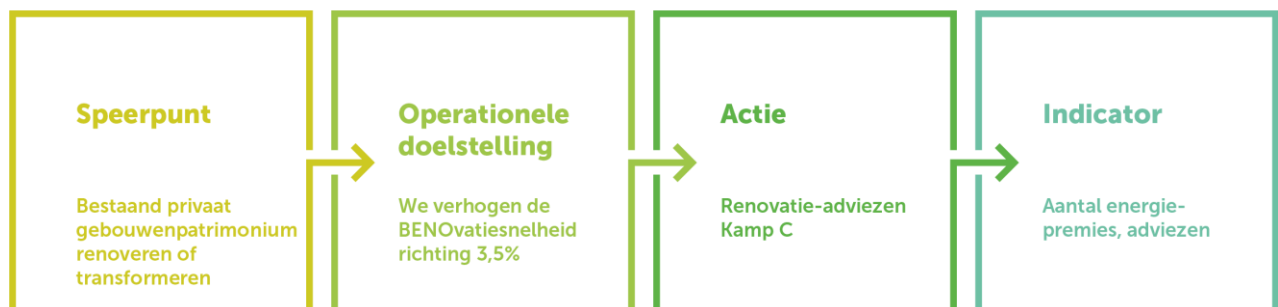 Speerpunt
Bestaand privaat
gebouwenpatrimonium
renoveren of
transformeren
Operationele
doelstelling
We verhogen de
BENOvatiesnelheid
richting 3,5%
Actie
Renovatie-adviezen
Kamp C
Indicator
Aantal energie-
premies, adviezen